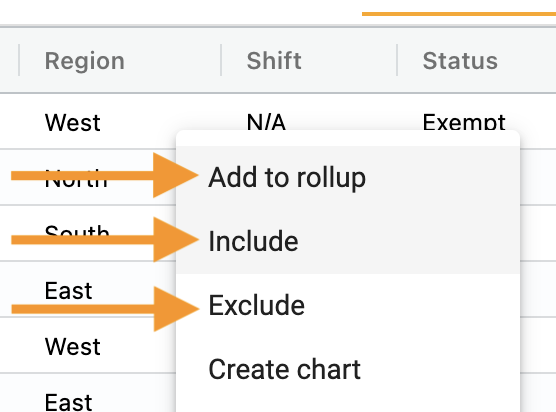 Region Shift Status
West N/A Exempt
North
Add to rollup
South
Include
East
Exclude
West
Create chart
East